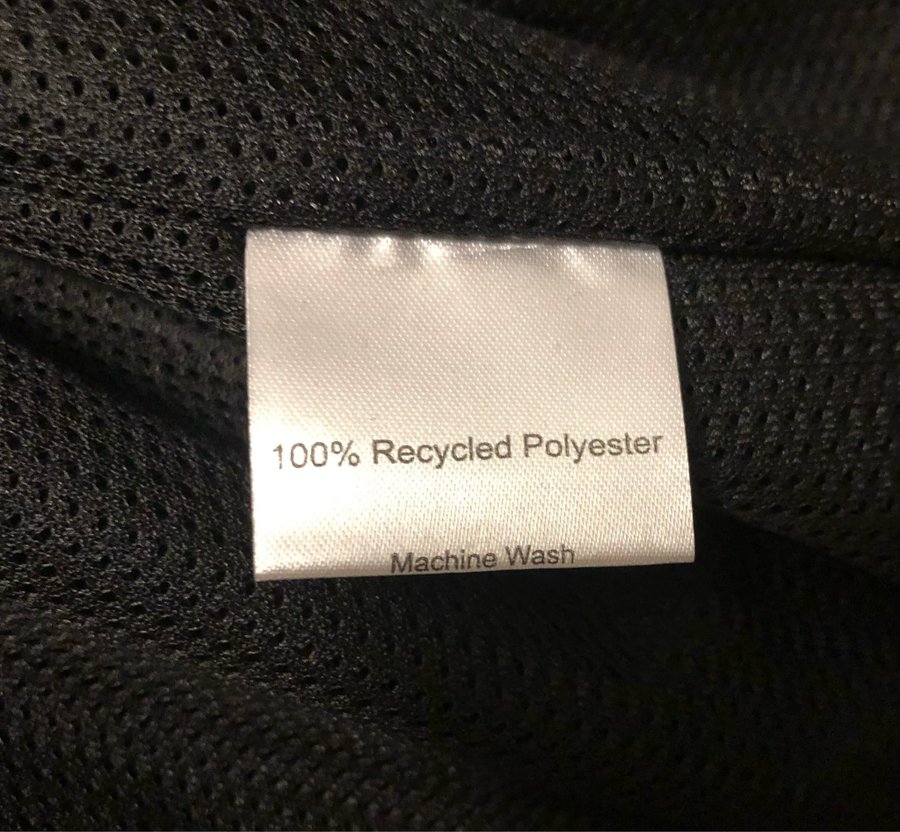 100% Recycled Polyester
Machine Wash